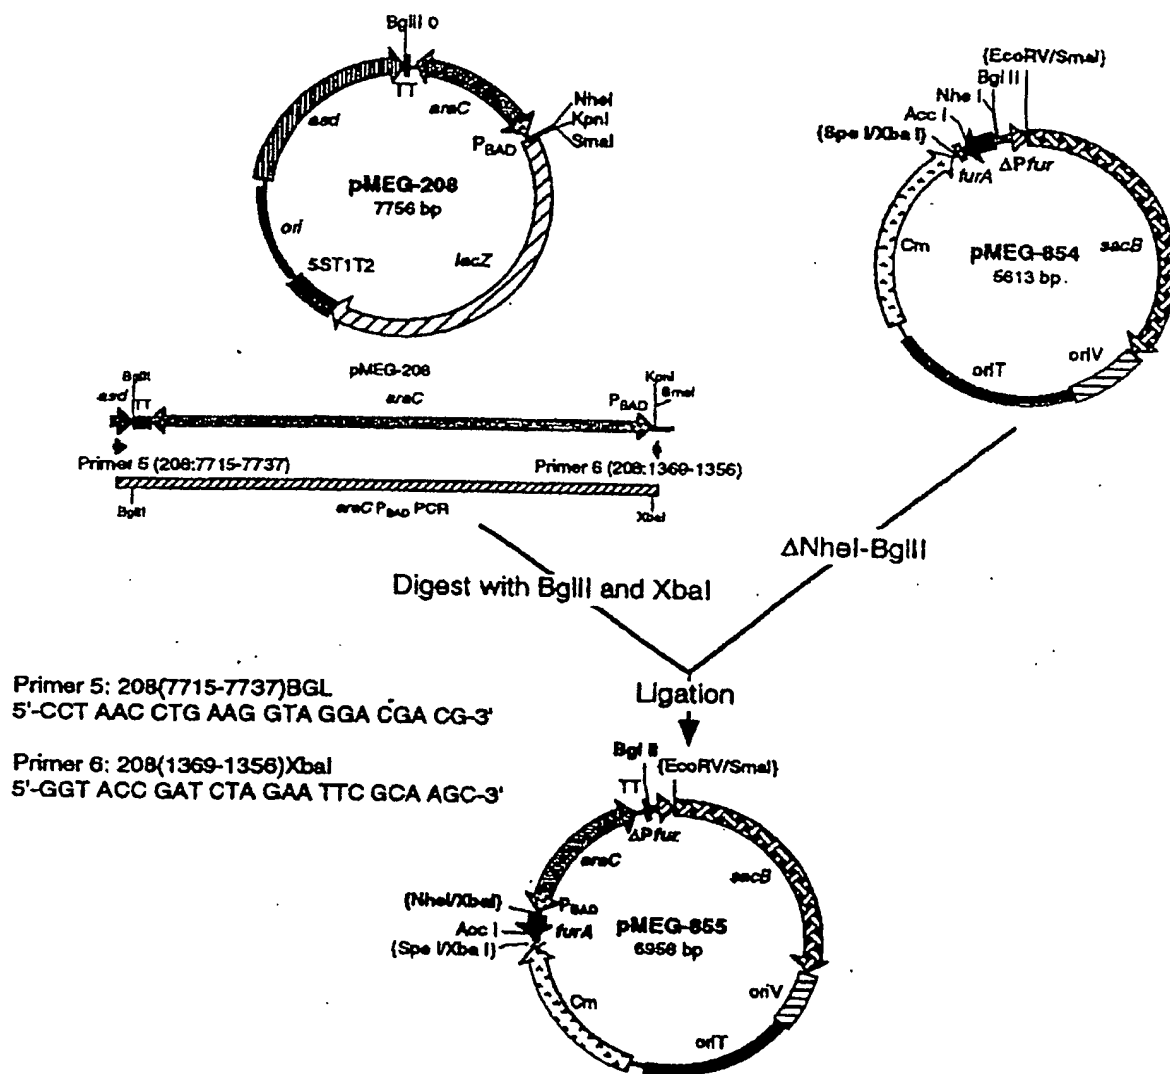 BglII 0
TT
araC
asd
NheI
KpnI
SmaI
PBAD
pMEG-208
7756 bp
ori
5ST1T2
lacZ
{EcoRV/SmaI}
Bgl II
Nhe I
Acc I
{Spe I/Xba I}
furA
ΔPfur
Cm
pMEG-854
5613 bp.
sacB
oriV
oriT
pMEG-208
BglII
asd
TT
araC
PBAD
KpnI
SmaI
Primer 5 (208:7715-7737)
Primer 6 (208:1369-1356)
BglII
araC PBAD PCR
XbaI
Digest with BglII and XbaI
ΔNheI-BglII
Ligation
Primer 5: 208(7715-7737)BGL
5'-CCT AAC CTG AAG GTA GGA CGA CG-3'
Primer 6: 208(1369-1356)XbaI
5'-GGT ACC GAT CTA GAA TTC GCA AGC-3'
Bgl II
{EcoRV/SmaI}
TT
ΔPfur
araC
sacB
{NheI/XbaI}
PBAD
Acc I
furA
{Spe I/Xba I}
pMEG-855
6958 bp
Cm
oriV
oriT